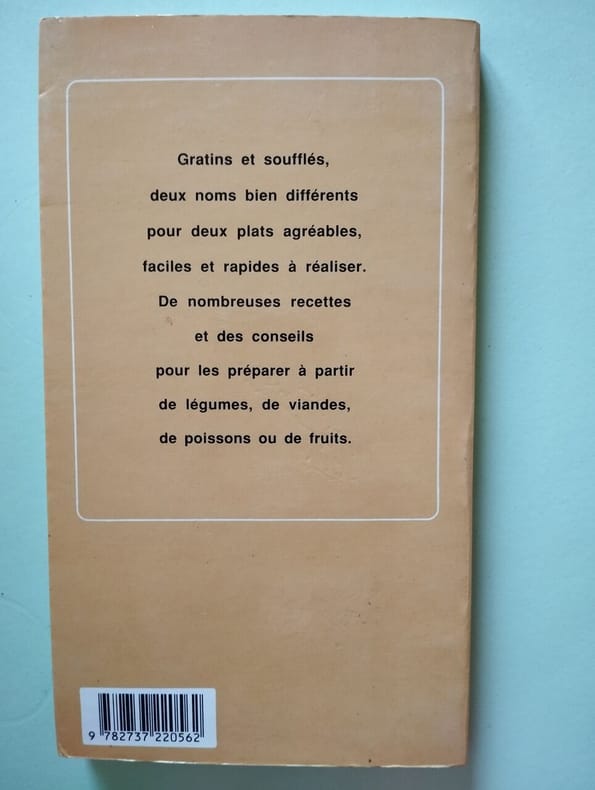 Gratins et soufflés,
deux noms bien différents
pour deux plats agréables,
faciles et rapides à réaliser.
De nombreuses recettes
et des conseils
pour les préparer à partir
de légumes, de viandes,
de poissons ou de fruits.
9 782737 220562